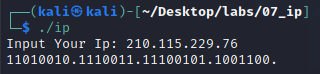 ┌──(kali㉿kali)-[~/Desktop/labs/07_ip]
└─$ ./ip
Input Your Ip: 210.115.229.76
11010010.1110011.11100101.1001100.